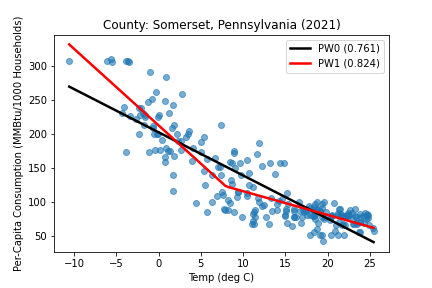 County: Somerset, Pennsylvania (2021)
PW0 (0.761)
PW1 (0.824)
Per-Capita Consumption (MMBtu/1000 Households)
300
250
200
150
100
50
−10 −5 0 5 10 15 20 25
Temp (deg C)